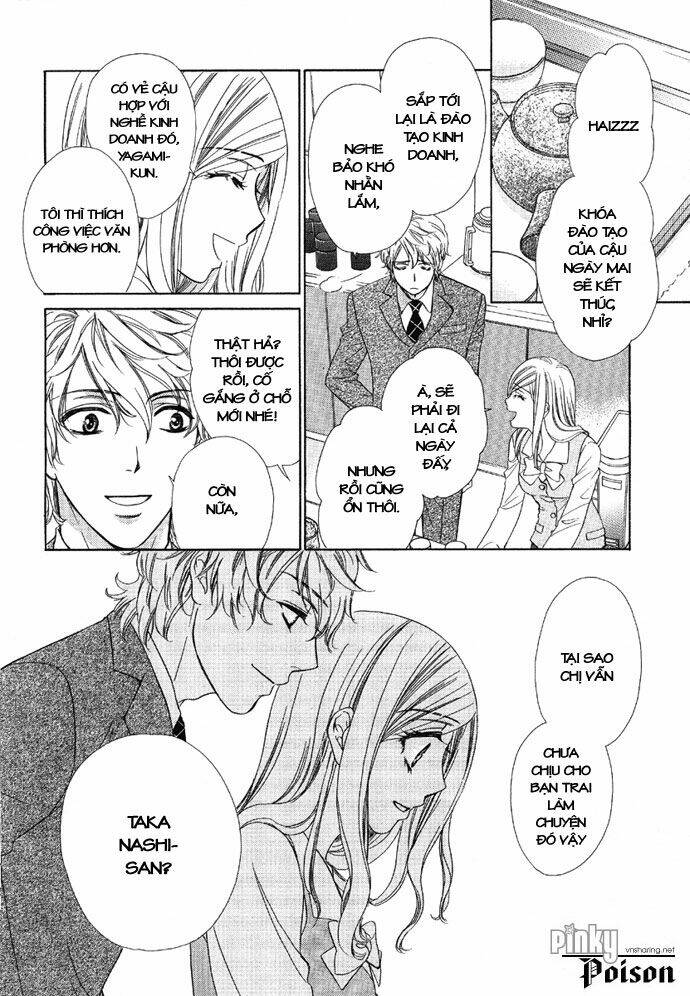 HAIZZZ
KHÓA
ĐÀO TẠO
CỦA CẬU
NGÀY MAI
SẼ KẾT
THÚC,
NHỈ?
SẮP TỚI
LẠI LÀ ĐÀO
TẠO KINH
DOANH,
NGHE
BẢO KHÓ
NHẰN
LẮM,
À, SẼ
PHẢI ĐI
LẠI CẢ
NGÀY
ĐẤY,
NHƯNG
RỒI CŨNG
ỔN THÔI.
CÓ VẺ CẬU
HỢP VỚI
NGHỀ KINH
DOANH ĐÓ,
YAGAMI-
KUN.
TÔI THÌ THÍCH
CÔNG VIỆC VĂN
PHÒNG HƠN.
THẬT HẢ?
THÔI ĐƯỢC
RỒI, CỐ
GẮNG Ở CHỖ
MỚI NHÉ!
CÒN
NỮA,
TẠI SAO
CHỊ VẪN
CHƯA
CHỊU CHO
BẠN TRAI
LÀM
CHUYỆN
ĐÓ VẬY
TAKA
NASHI-
SAN?
pinky
vnsharing.net
Poison